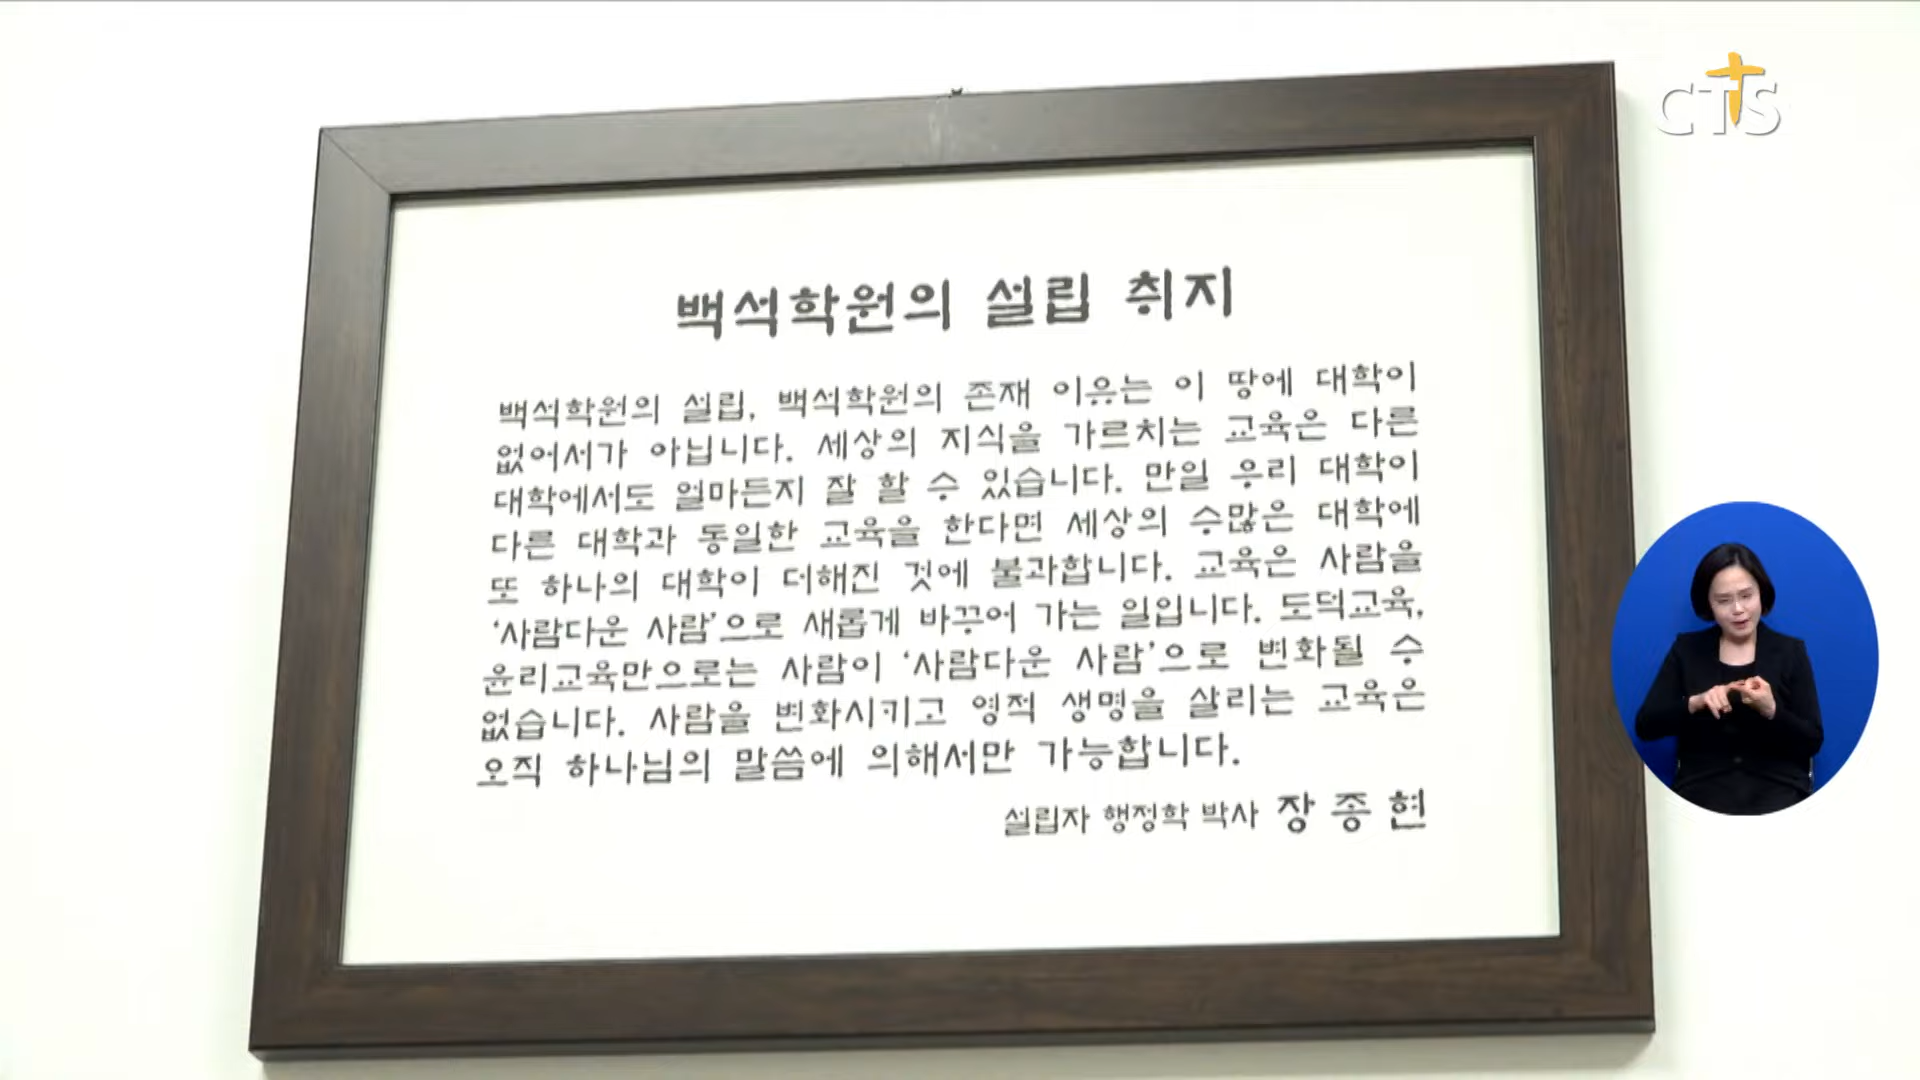 CTS
백석학원의 설립 취지
백석학원의 설립, 백석학원의 존재 이유는 이 땅에 대학이
없어서가 아닙니다. 세상의 지식을 가르치는 교육은 다른
대학에서도 얼마든지 잘 할 수 있습니다. 만일 우리 대학이
다른 대학과 동일한 교육을 한다면 세상의 수많은 대학에
또 하나의 대학이 더해진 것에 불과합니다. 교육은 사람을
‘사람다운 사람’으로 새롭게 바꾸어 가는 일입니다. 도덕교육,
윤리교육만으로는 사람이 ‘사람다운 사람’으로 변화될 수
없습니다. 사람을 변화시키고 영적 생명을 살리는 교육은
오직 하나님의 말씀에 의해서만 가능합니다.
설립자 행정학 박사 장 종 현